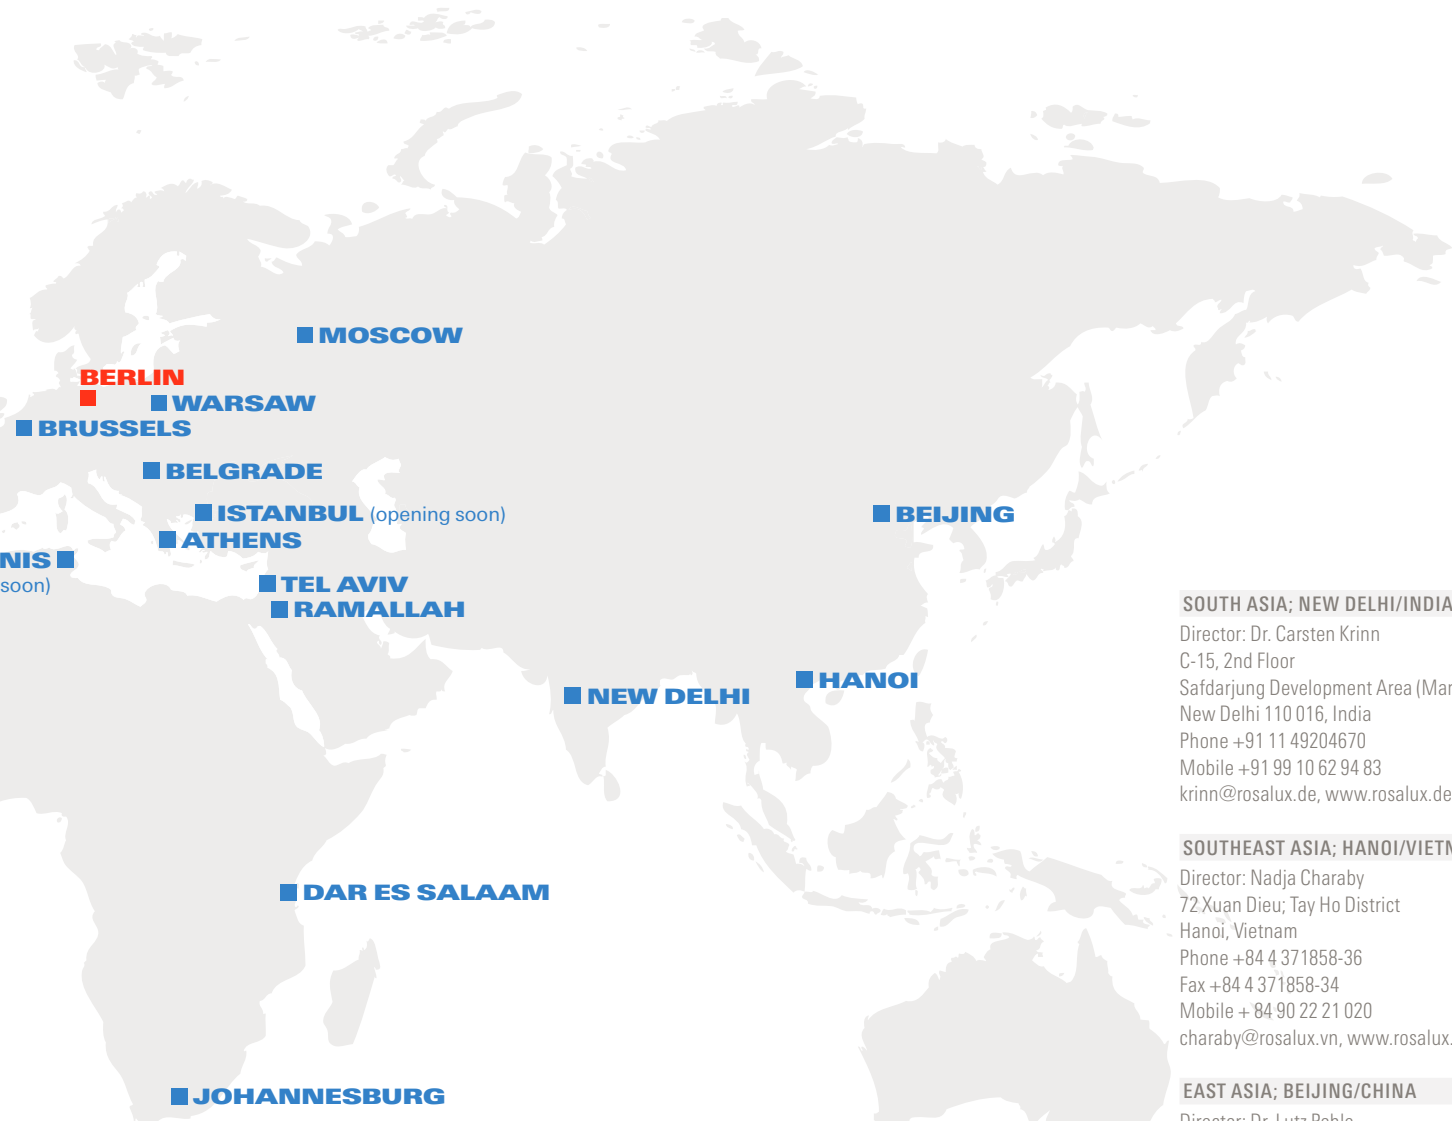 MOSCOW
BERLIN
WARSAW
BRUSSELS
BELGRADE
ISTANBUL (opening soon)
BEIJING
ATHENS
NIS
soon)
TEL AVIV
RAMALLAH
HANOI
NEW DELHI
DAR ES SALAAM
JOHANNESBURG
SOUTH ASIA; NEW DELHI/INDIA
Director: Dr. Carsten Krinn
C-15, 2nd Floor
Safdarjung Development Area (Mar
New Delhi 110 016, India
Phone +91 11 49204670
Mobile +91 99 10 62 94 83
krinn@rosalux.de, www.rosalux.de
SOUTHEAST ASIA; HANOI/VIETN
Director: Nadja Charaby
72 Xuan Dieu; Tay Ho District
Hanoi, Vietnam
Phone +84 4 371858-36
Fax +84 4 371858-34
Mobile + 84 90 22 21 020
charaby@rosalux.vn, www.rosalux.
EAST ASIA; BEIJING/CHINA
Director: Dr. Lutz Pohle